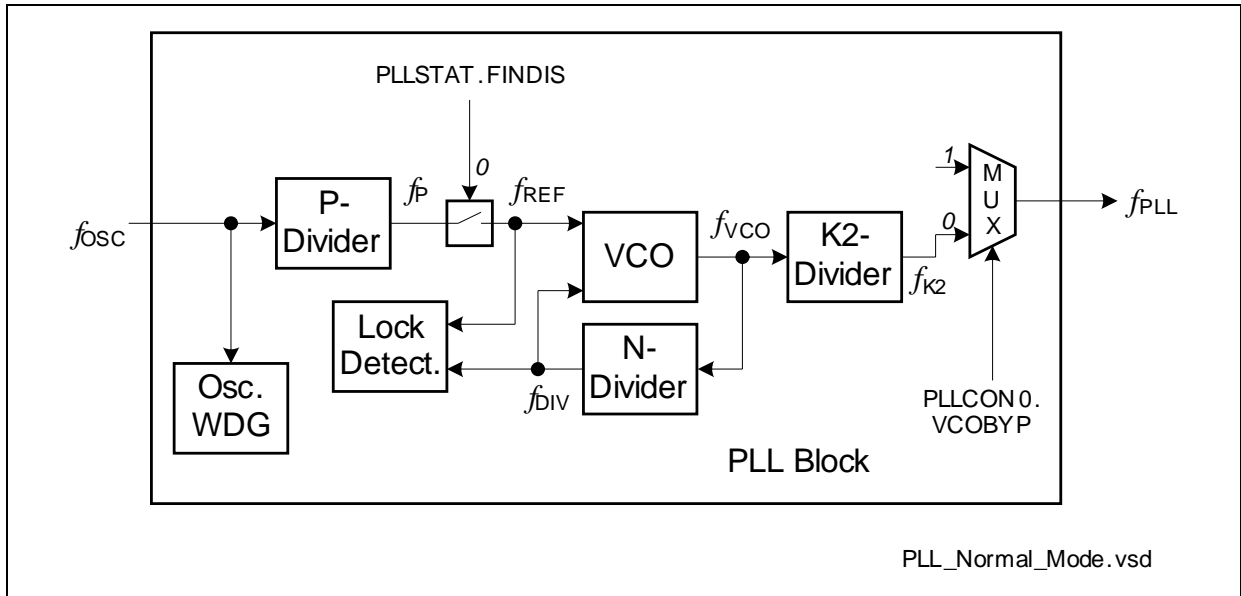 PLLSTAT.FINDIS
0
1
M
U
X
fOSC
P-
Divider
fP
fREF
VCO
fVCO
K2-
Divider
0
fK2
fPLL
Lock
Detect.
N-
Divider
fDIV
Osc.
WDG
PLLCON0.
VCOBYP
PLL Block
PLL_Normal_Mode.vsd